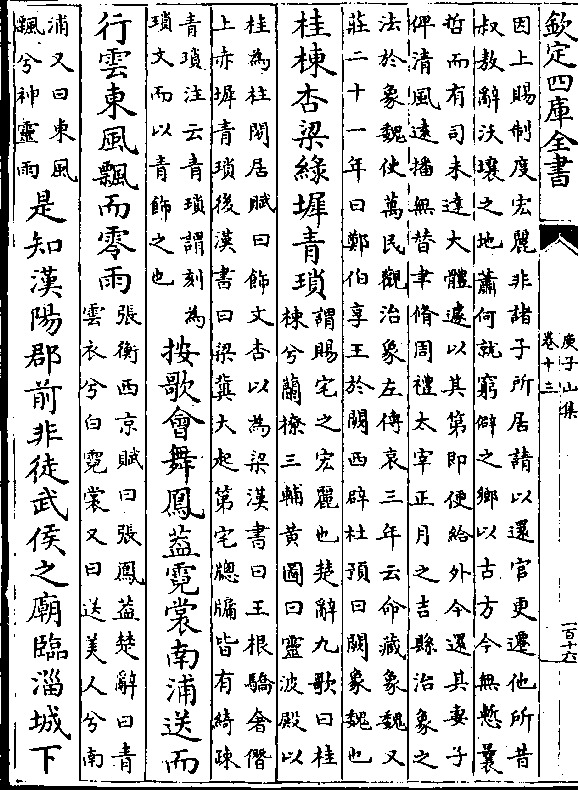 欽定四庫全書
庾子山集
卷十三
一百十六
因上賜制度宏麗非諸子所居請以還官更遷他所昔
叔敖辭沃壤之地蕭何就窮僻之鄉以古方今無慙曩
哲而有司未達大體遽以其第即便給外今還其妻子
俾清風遠播無替聿脩周禮太宰正月之吉縣治象之
法於象魏使萬民觀治象左傳哀三年云命藏象魏又
莊二十一年曰鄭伯享王於闕西辟杜預曰闕象魏也
桂棟杏梁綠墀青瑣
謂賜宅之宏麗也楚辭九歌曰桂
棟兮蘭橑三輔黃圖曰靈波殿以
桂為柱閒居賦曰飾文杏以為梁漢書曰王根驕奢僭
上赤墀青瑣後漢書曰梁冀大起第宅牕牖皆有綺疎
青瑣注云青瑣謂刻為
瑣文而以青飾之也
按歌會舞鳳葢霓裳南浦送而
行雲東風飄而零雨
張衡西京賦曰張鳳葢楚辭曰青
雲衣兮白霓裳又曰送美人兮南
浦又曰東風
飄兮神靈雨
是知漢陽郡前非徒武侯之廟臨淄城下